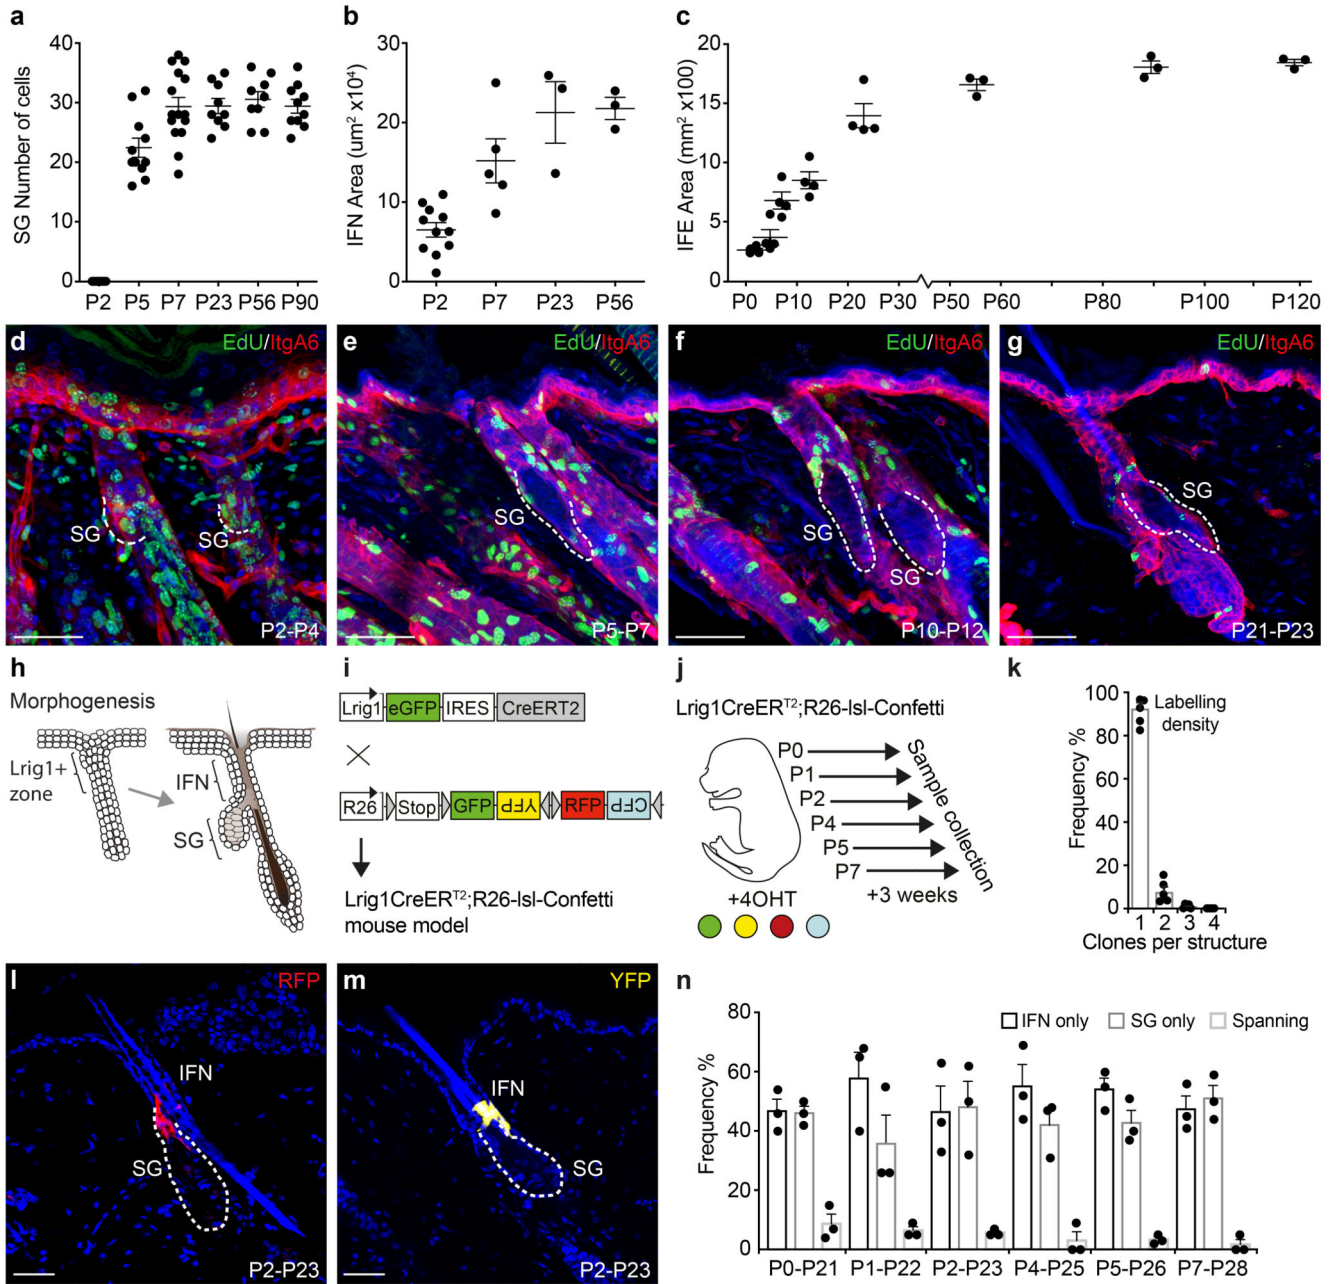 a
b
c
40
30
20
10
0
SG Number of cells
P2 P5 P7 P23 P56 P90
30
20
10
0
IFN Area (um² x10⁴)
P2 P7 P23 P56
20
15
10
5
0
IFE Area (mm² x100)
P0 P10 P20 P30 P50 P60 P80 P100 P120
d
EdU/ItgA6
SG
SG
P2-P4
e
EdU/ItgA6
SG
P5-P7
f
EdU/ItgA6
SG
SG
P10-P12
g
EdU/ItgA6
SG
P21-P23
h
Morphogenesis
Lrig1+
zone
IFN
SG
i
Lrig1 eGFP IRES CreERT2
R26 Stop GFP YFP RFP CFP
Lrig1CreERᵀ²;R26-lsl-Confetti
mouse model
j
Lrig1CreERᵀ²;R26-lsl-Confetti
P0
P1
P2
P4
P5
P7
Sample collection
+4OHT
+3 weeks
k
Labelling
density
100
80
60
40
20
0
Frequency %
1 2 3 4
Clones per structure
l
RFP
IFN
SG
P2-P23
m
YFP
IFN
SG
P2-P23
n
IFN only SG only Spanning
80
60
40
20
0
Frequency %
P0-P21 P1-P22 P2-P23 P4-P25 P5-P26 P7-P28